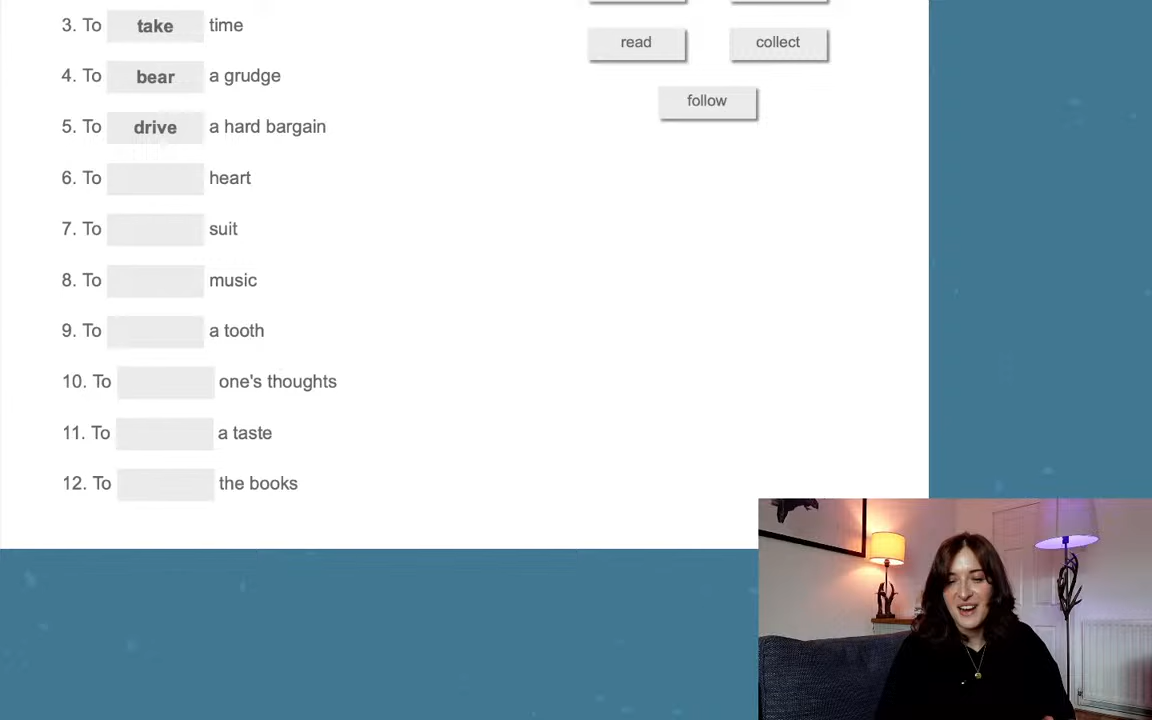 3. To take time
4. To bear a grudge
5. To drive a hard bargain
6. To heart
7. To suit
8. To music
9. To a tooth
10. To one's thoughts
11. To a taste
12. To the books
read collect
follow